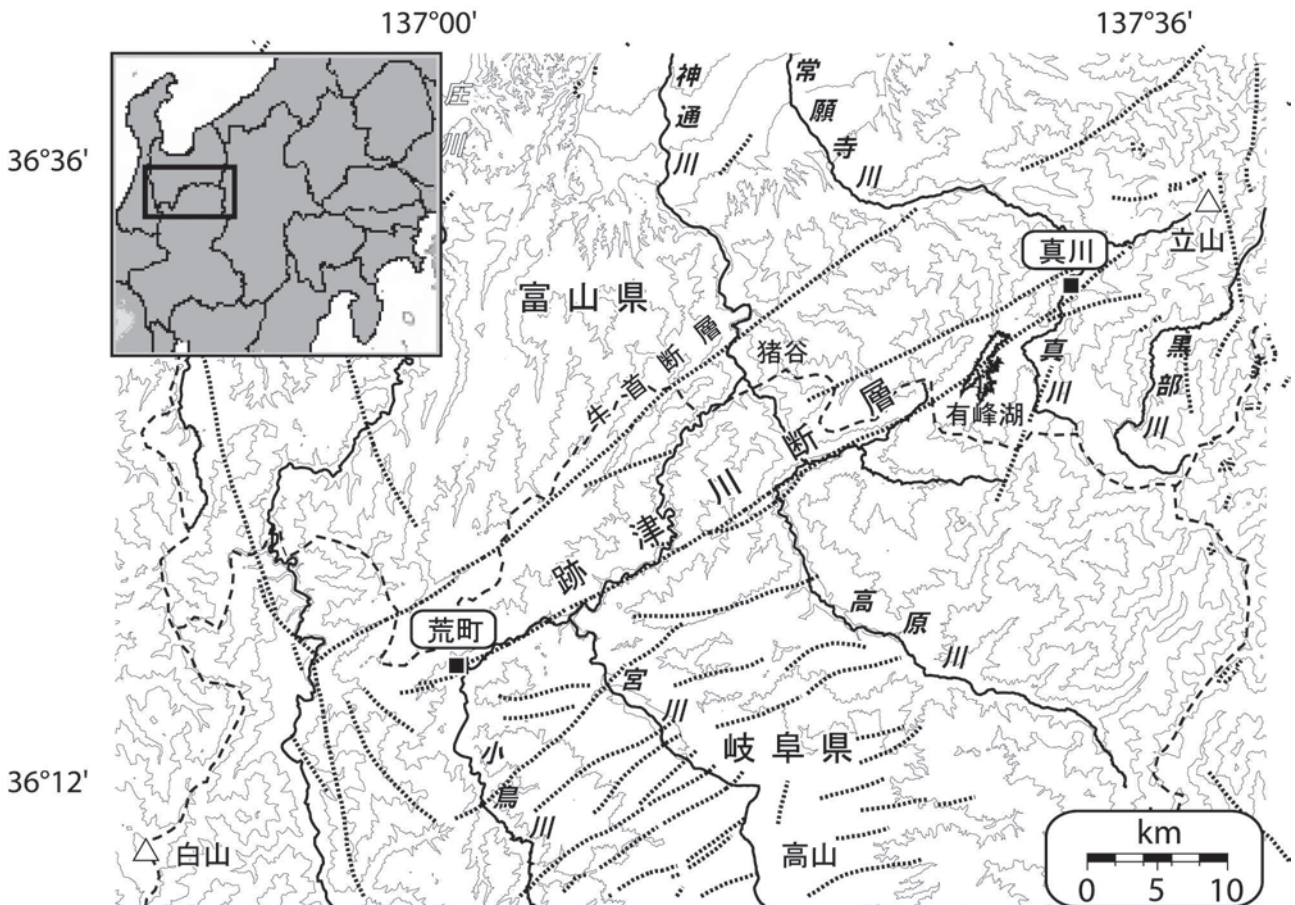 137°00'
137°36'
36°36'
36°12'
庄川
神通川
常願寺川
立山
真川
富山県
牛首断層
猪谷
跡津川断層
有峰湖
真川
黒部川
荒町
高原川
宮川
小鳥川
岐阜県
白山
高山
km
0 5 10